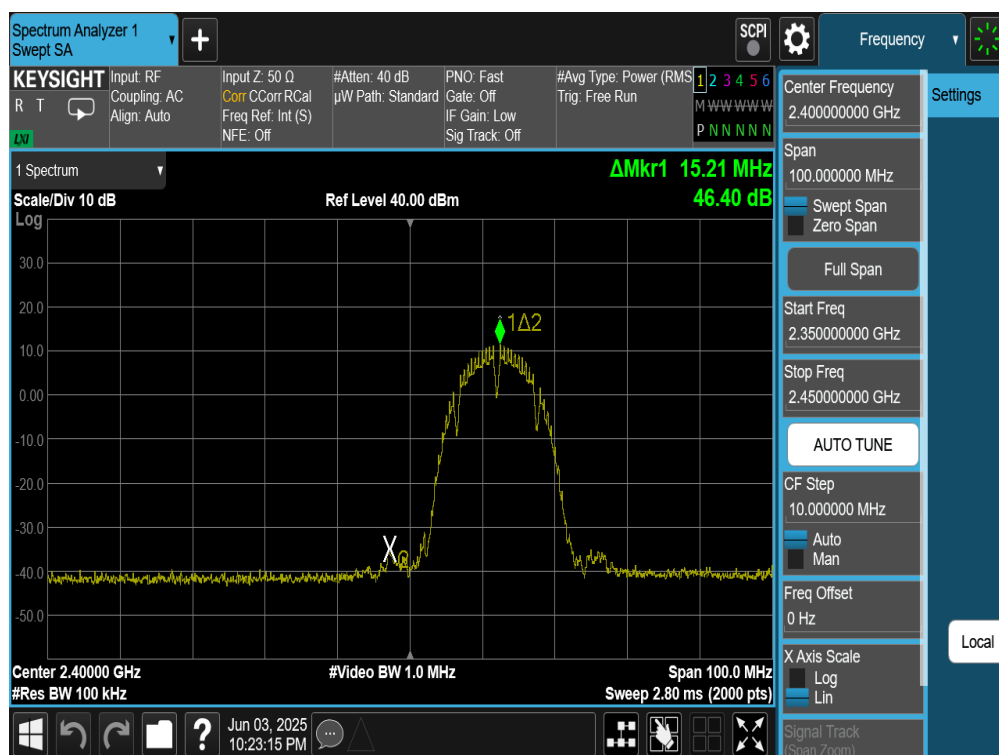 Spectrum Analyzer 1
Swept SA
+
SCPI
Frequency
KEYSIGHT
R T
LXI
Input: RF
Coupling: AC
Align: Auto
Input Z: 50 Ω
Corr CCorr RCal
Freq Ref: Int (S)
NFE: Off
#Atten: 40 dB
µW Path: Standard
PNO: Fast
Gate: Off
IF Gain: Low
Sig Track: Off
#Avg Type: Power (RMS
Trig: Free Run
1 2 3 4 5 6
M W W W W W
P N N N N N
1 Spectrum
ΔMkr1 15.21 MHz
46.40 dB
Scale/Div 10 dB
Ref Level 40.00 dBm
Log
30.0
20.0
10.0
0.00
-10.0
-20.0
-30.0
-40.0
-50.0
1Δ2
X
2
Center 2.40000 GHz
#Video BW 1.0 MHz
Span 100.0 MHz
#Res BW 100 kHz
Sweep 2.80 ms (2000 pts)
Center Frequency
2.400000000 GHz
Span
100.000000 MHz
Swept Span
Zero Span
Full Span
Start Freq
2.350000000 GHz
Stop Freq
2.450000000 GHz
AUTO TUNE
CF Step
10.000000 MHz
Auto
Man
Freq Offset
0 Hz
X Axis Scale
Log
Lin
Signal Track
(Span Zoom)
Settings
Local
?
Jun 03, 2025
10:23:15 PM